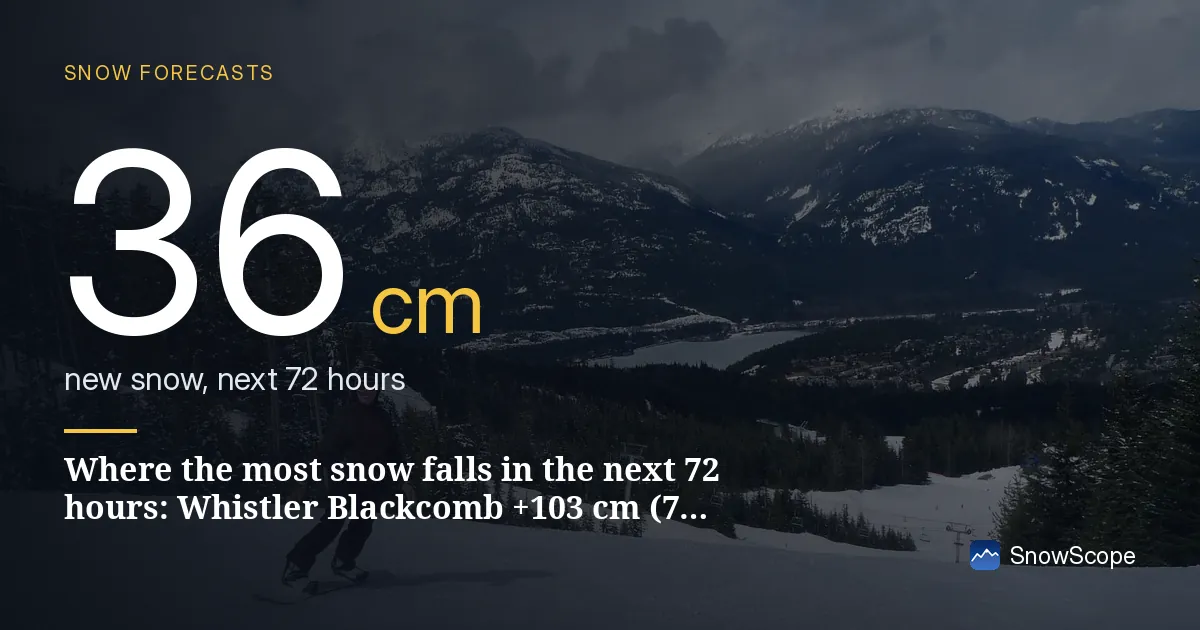 SNOW FORECASTS
36 cm
new snow, next 72 hours
Where the most snow falls in the next 72
hours: Whistler Blackcomb +103 cm (7...
SnowScope